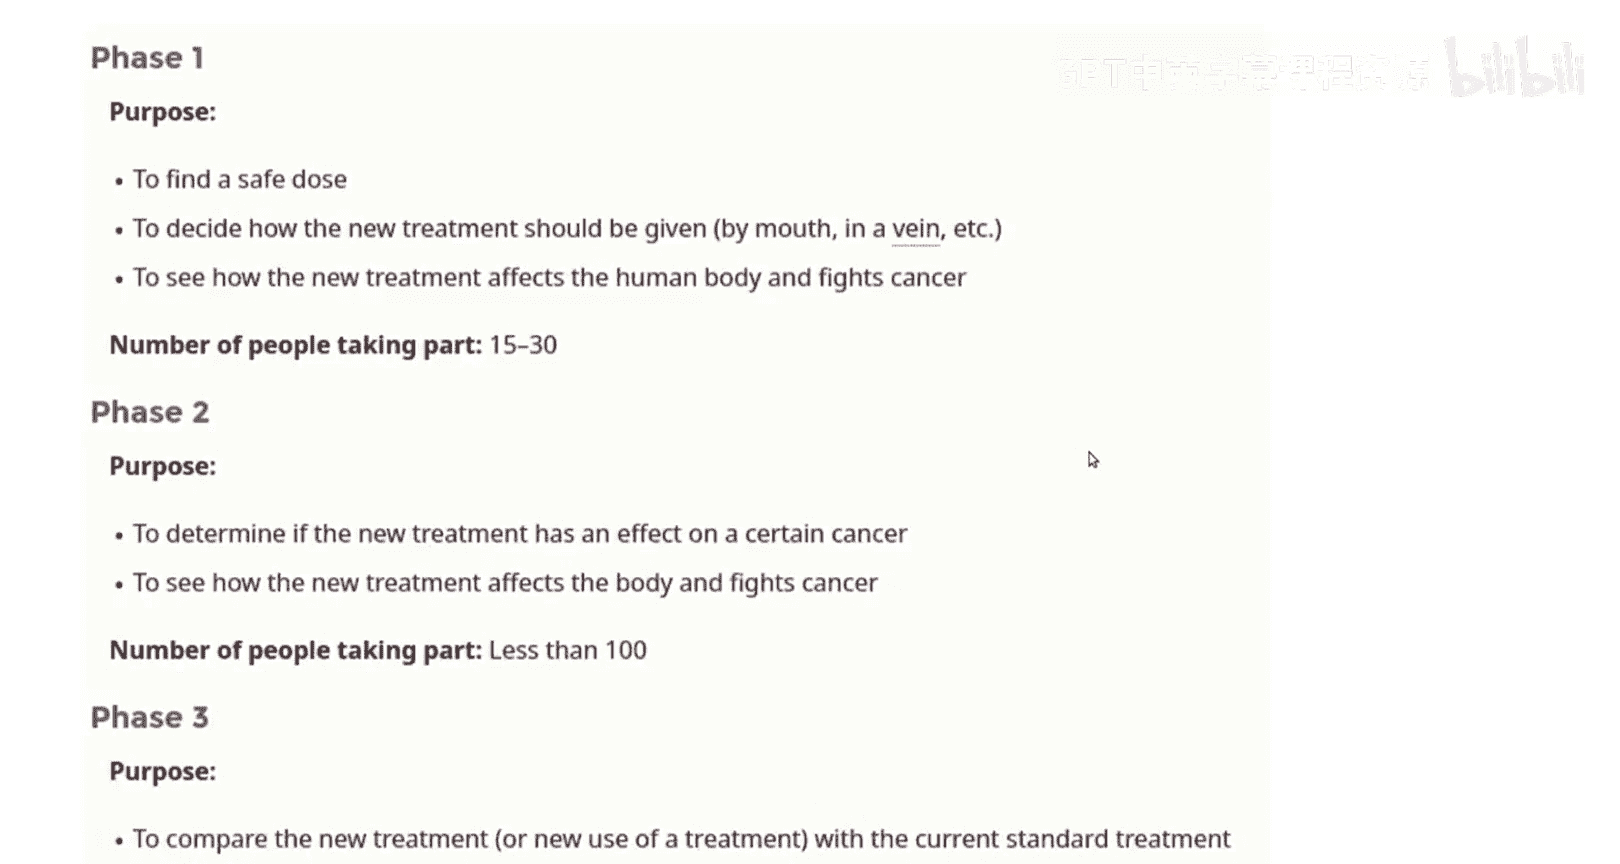 Phase 1
Purpose:
• To find a safe dose
• To decide how the new treatment should be given (by mouth, in a vein, etc.)
• To see how the new treatment affects the human body and fights cancer
Number of people taking part: 15–30
Phase 2
Purpose:
• To determine if the new treatment has an effect on a certain cancer
• To see how the new treatment affects the body and fights cancer
Number of people taking part: Less than 100
Phase 3
Purpose:
• To compare the new treatment (or new use of a treatment) with the current standard treatment
bilibili